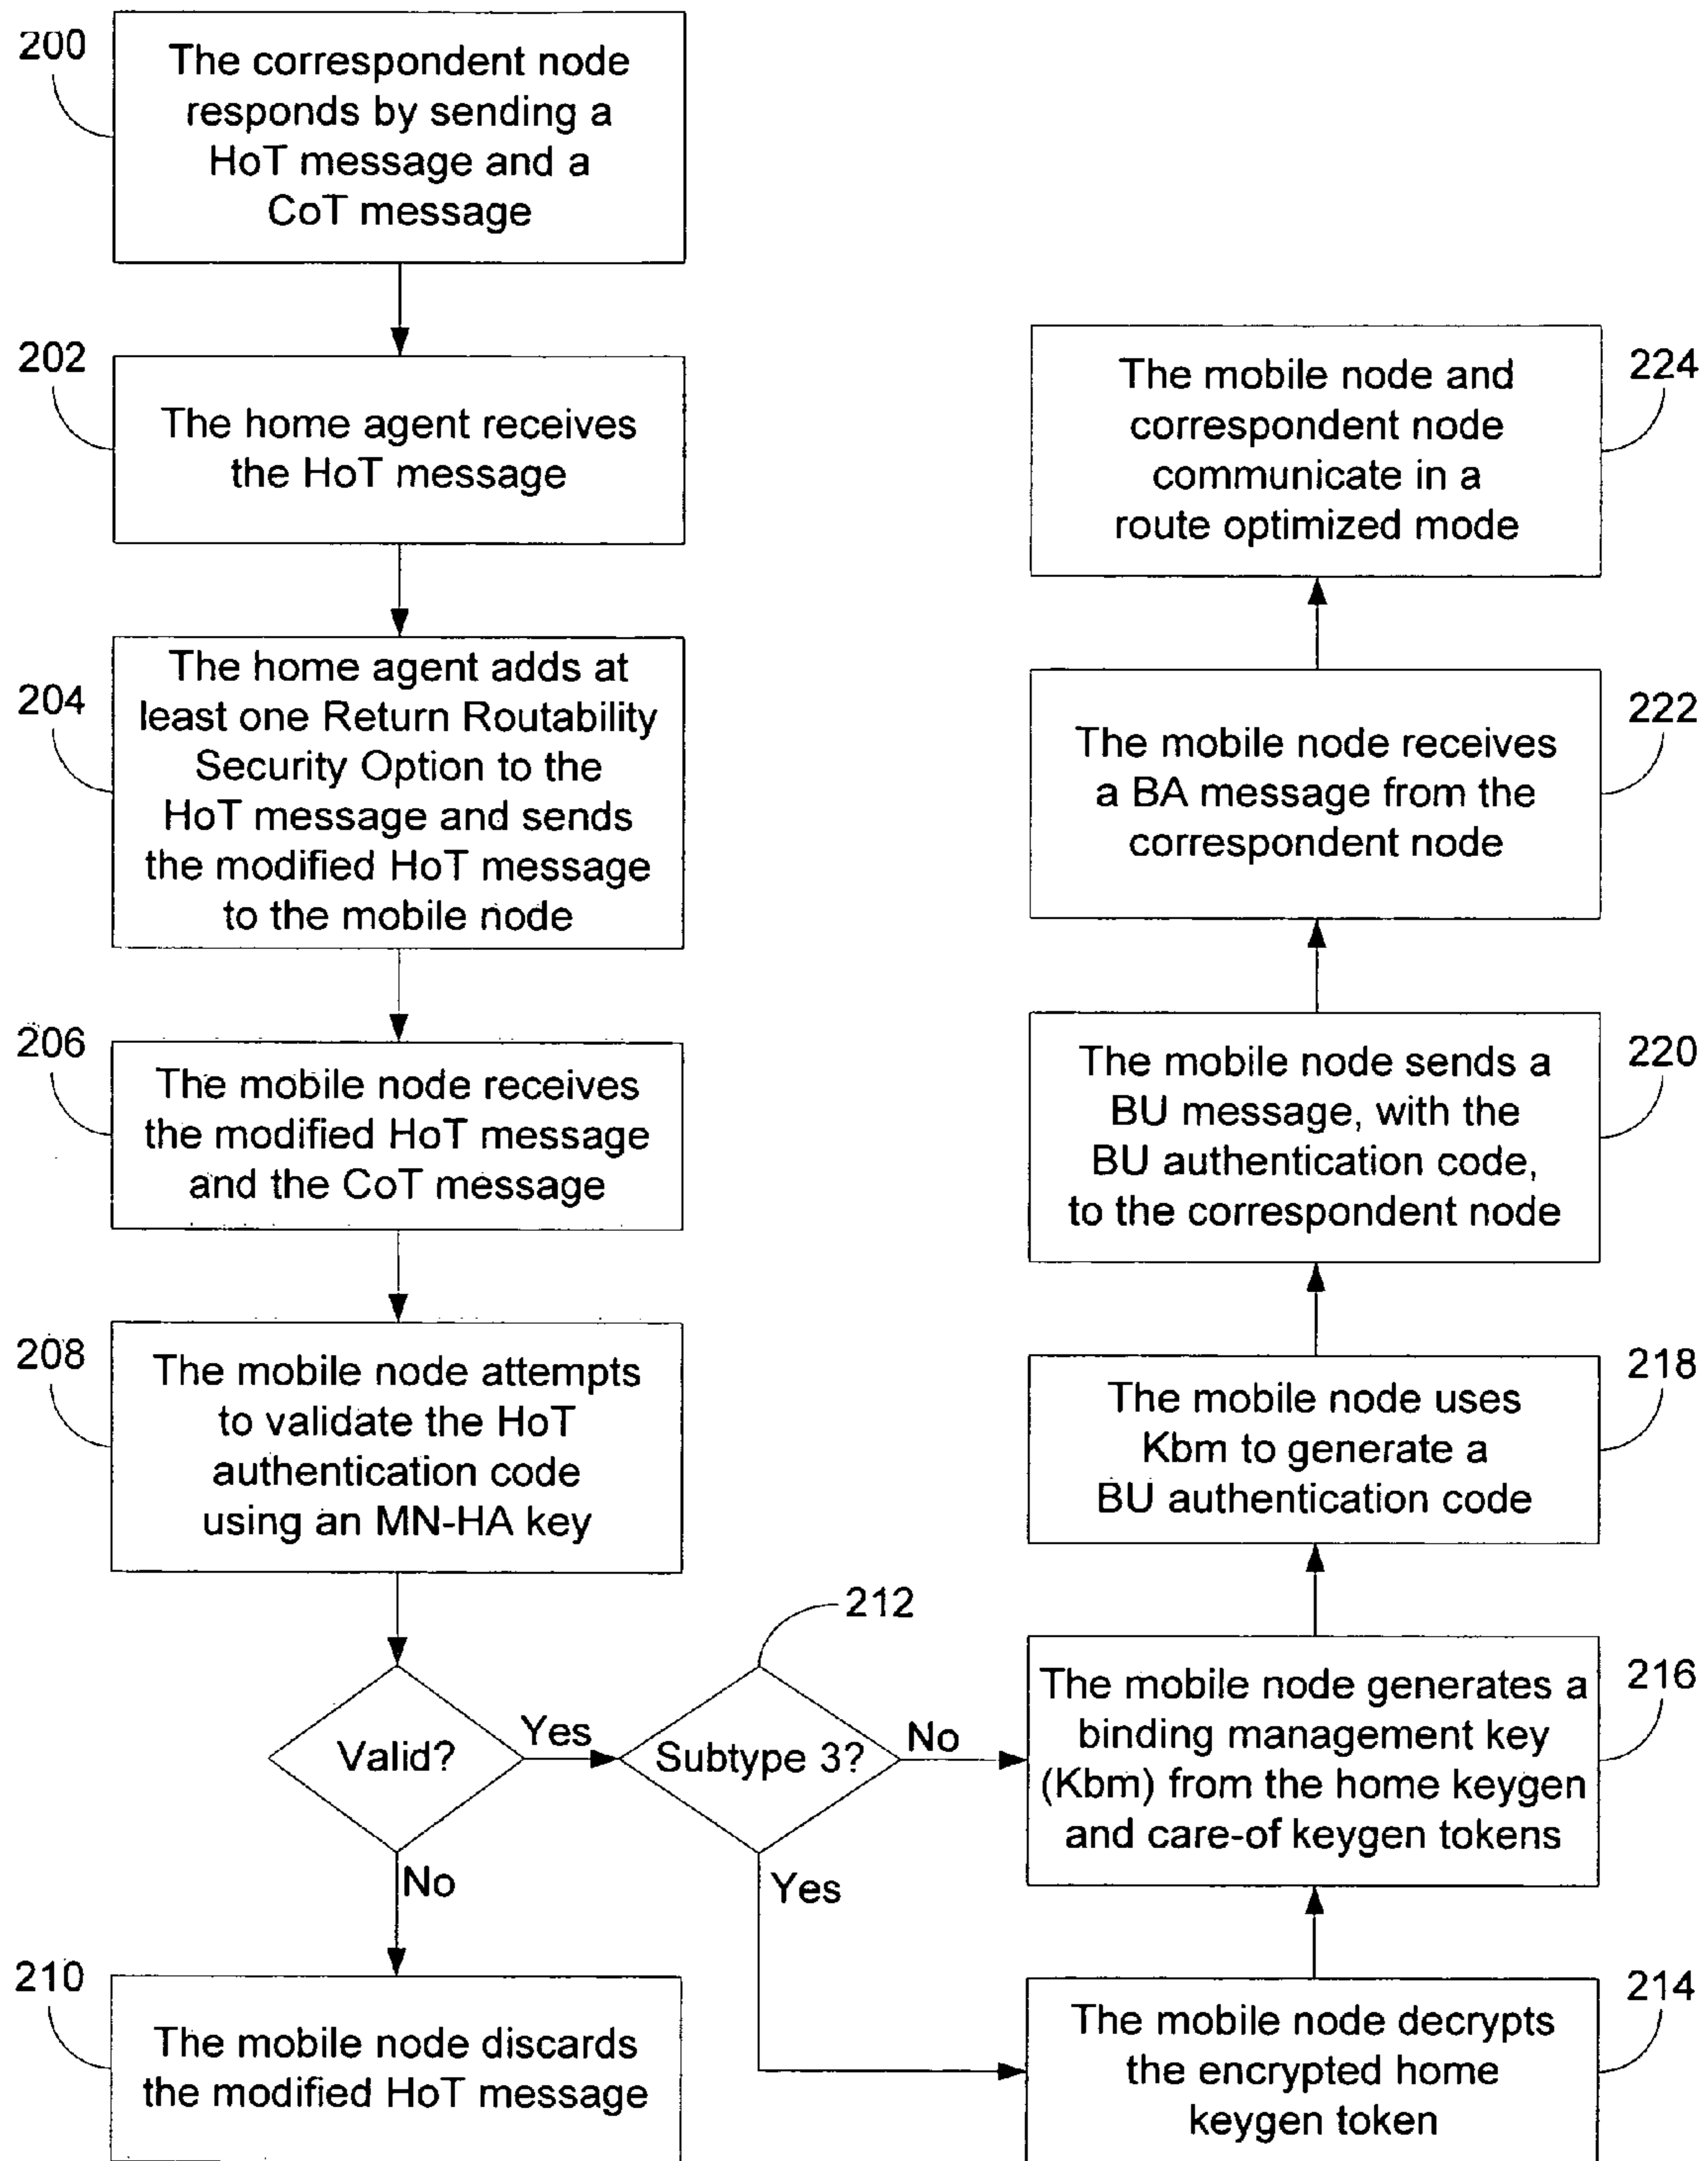 200
The correspondent node
responds by sending a
HoT message and a
CoT message
202
The home agent receives
the HoT message
204
The home agent adds at
least one Return Routability
Security Option to the
HoT message and sends
the modified HoT message
to the mobile node
206
The mobile node receives
the modified HoT message
and the CoT message
208
The mobile node attempts
to validate the HoT
authentication code
using an MN-HA key
Valid?
Yes
No
210
The mobile node discards
the modified HoT message
212
Subtype 3?
No
Yes
214
The mobile node decrypts
the encrypted home
keygen token
216
The mobile node generates a
binding management key
(Kbm) from the home keygen
and care-of keygen tokens
218
The mobile node uses
Kbm to generate a
BU authentication code
220
The mobile node sends a
BU message, with the
BU authentication code,
to the correspondent node
222
The mobile node receives
a BA message from the
correspondent node
224
The mobile node and
correspondent node
communicate in a
route optimized mode